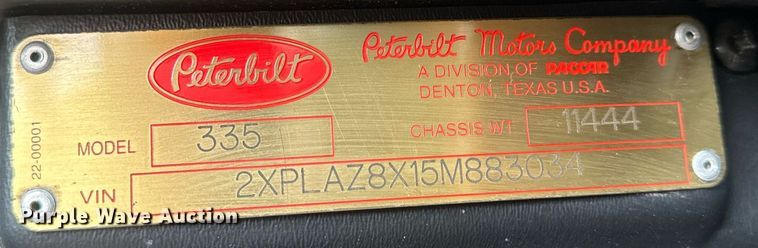 Peterbilt
Peterbilt Motors Company
A DIVISION OF PACCAR
DENTON, TEXAS U.S.A.
MODEL 335 CHASSIS WT 11444
VIN 2XPLAZ8X15M883034
22-00001
Purple Wave Auction